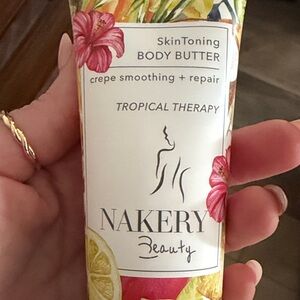 SkinToning
BODY BUTTER
crepe smoothing + repair
TROPICAL THERAPY
NAKERY
Beauty